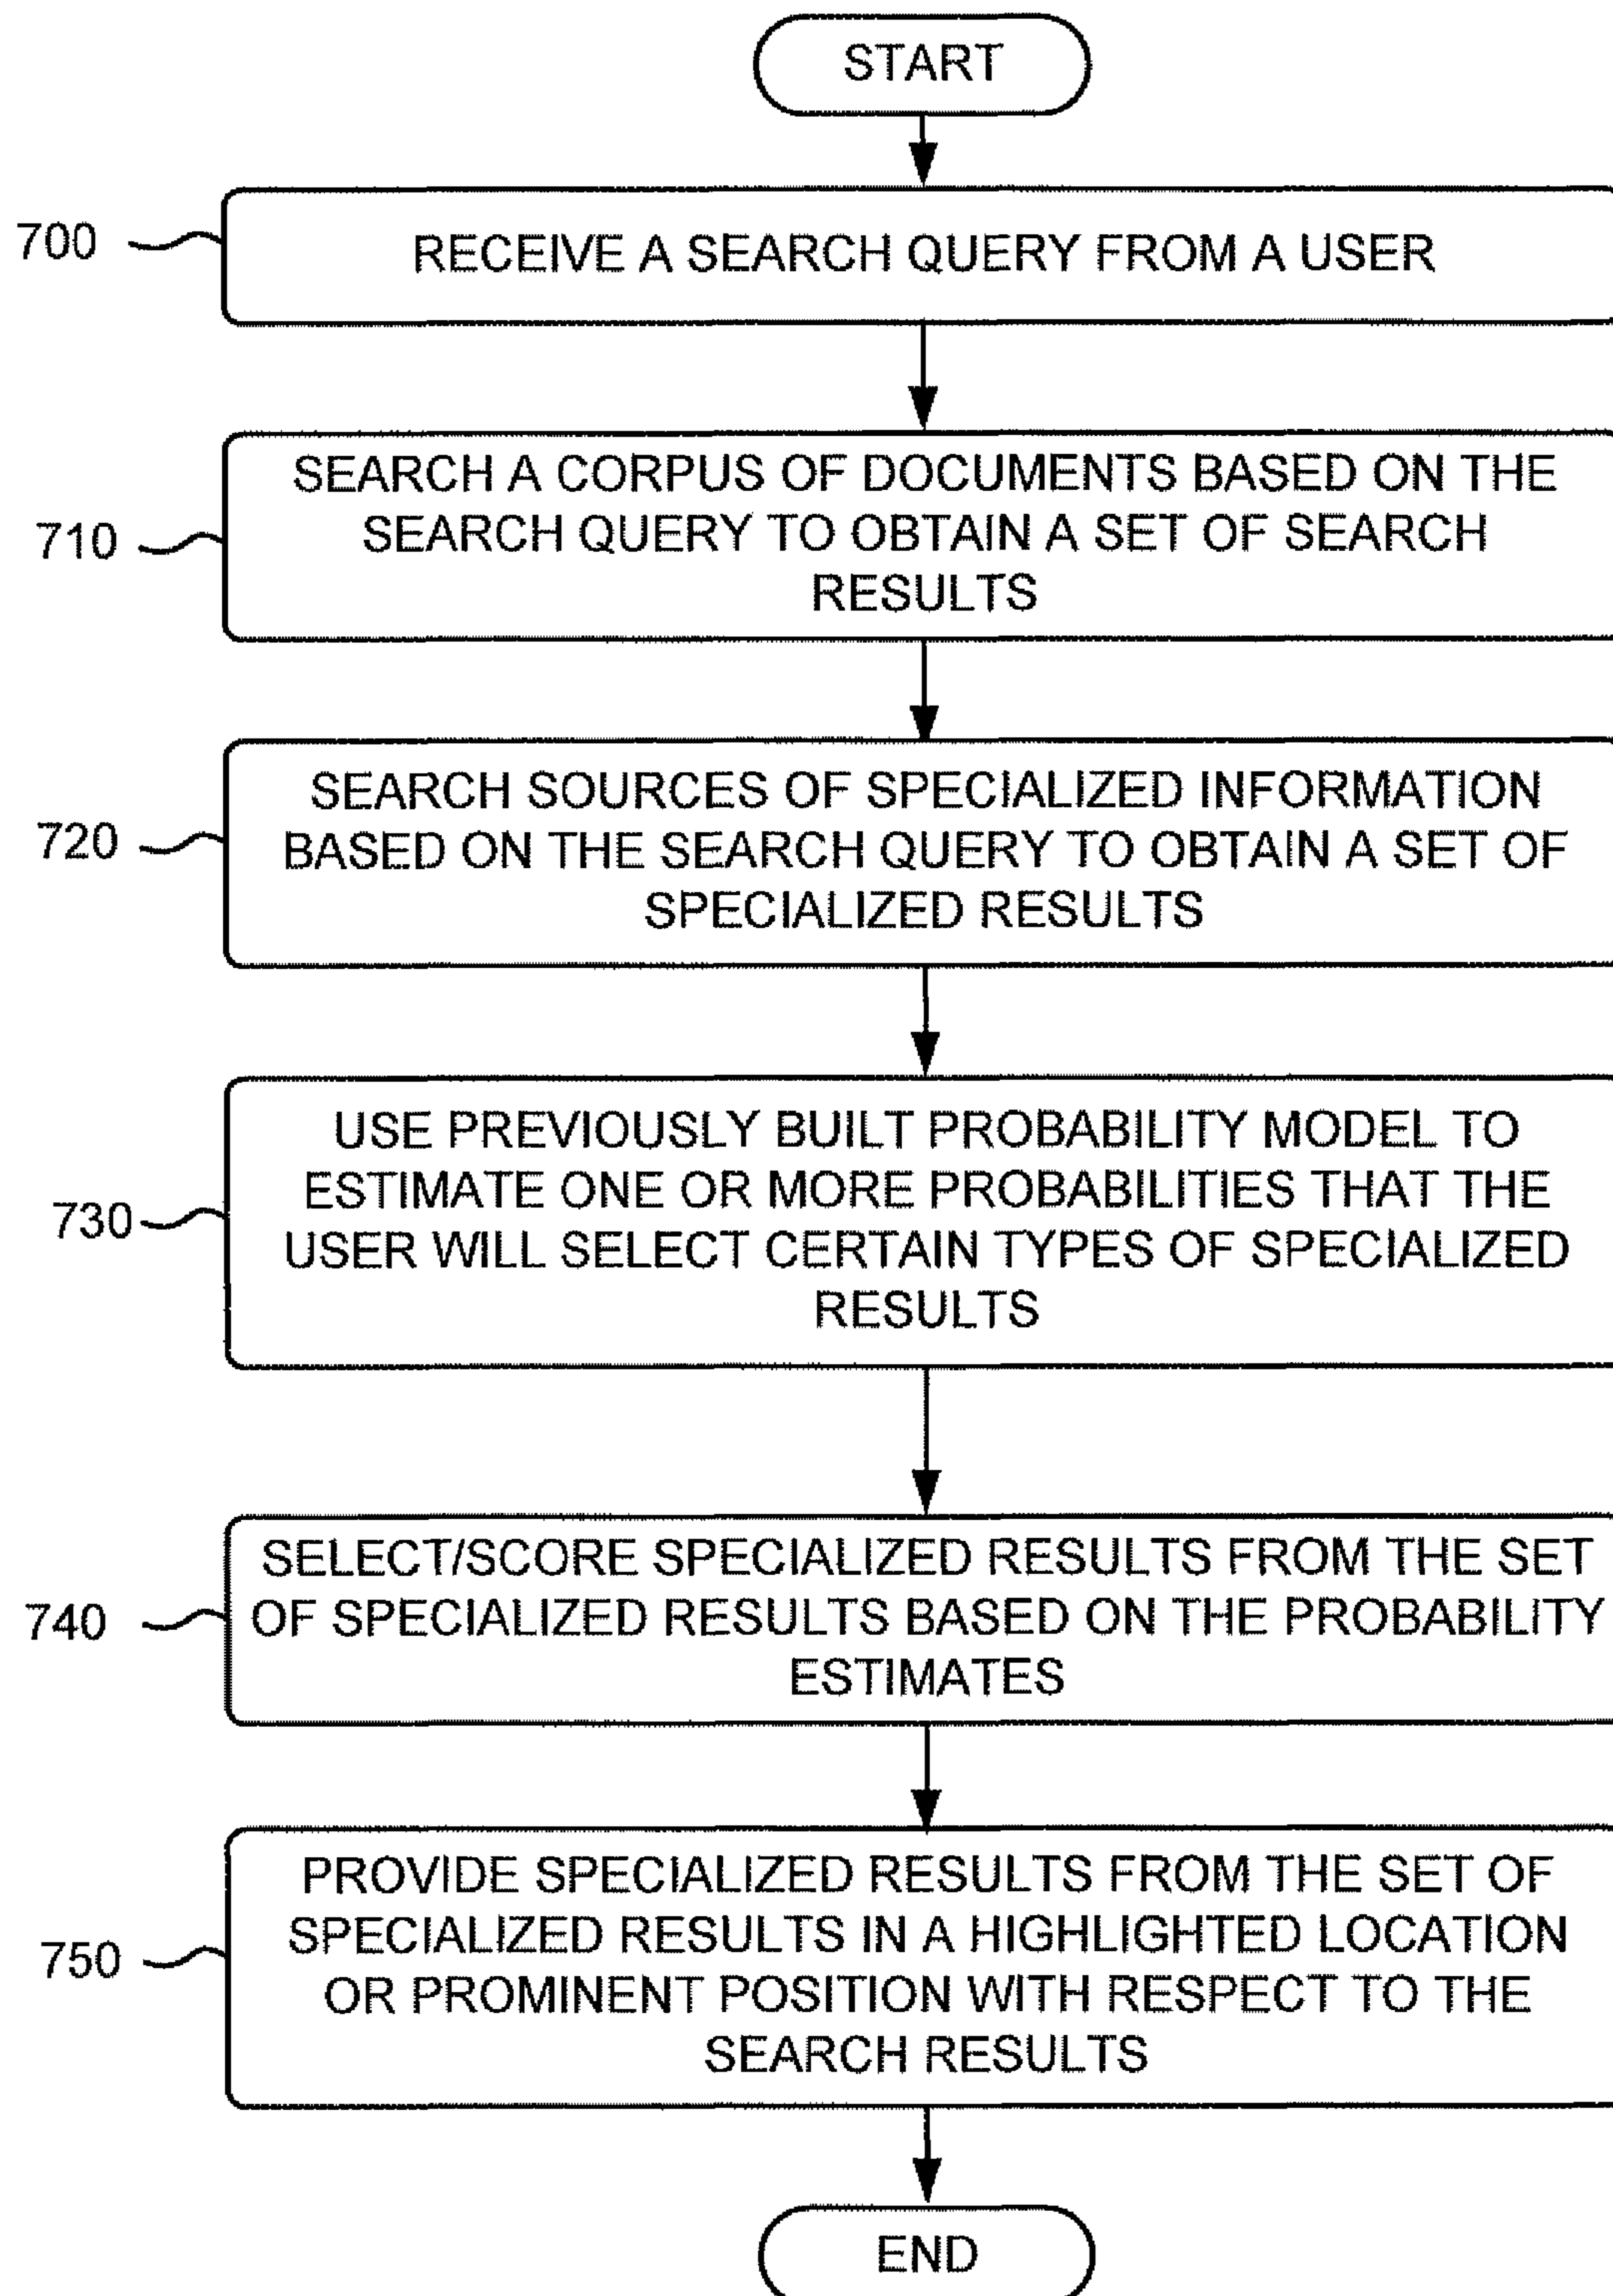 START
700
RECEIVE A SEARCH QUERY FROM A USER
710
SEARCH A CORPUS OF DOCUMENTS BASED ON THE
SEARCH QUERY TO OBTAIN A SET OF SEARCH
RESULTS
720
SEARCH SOURCES OF SPECIALIZED INFORMATION
BASED ON THE SEARCH QUERY TO OBTAIN A SET OF
SPECIALIZED RESULTS
730
USE PREVIOUSLY BUILT PROBABILITY MODEL TO
ESTIMATE ONE OR MORE PROBABILITIES THAT THE
USER WILL SELECT CERTAIN TYPES OF SPECIALIZED
RESULTS
740
SELECT/SCORE SPECIALIZED RESULTS FROM THE SET
OF SPECIALIZED RESULTS BASED ON THE PROBABILITY
ESTIMATES
750
PROVIDE SPECIALIZED RESULTS FROM THE SET OF
SPECIALIZED RESULTS IN A HIGHLIGHTED LOCATION
OR PROMINENT POSITION WITH RESPECT TO THE
SEARCH RESULTS
END